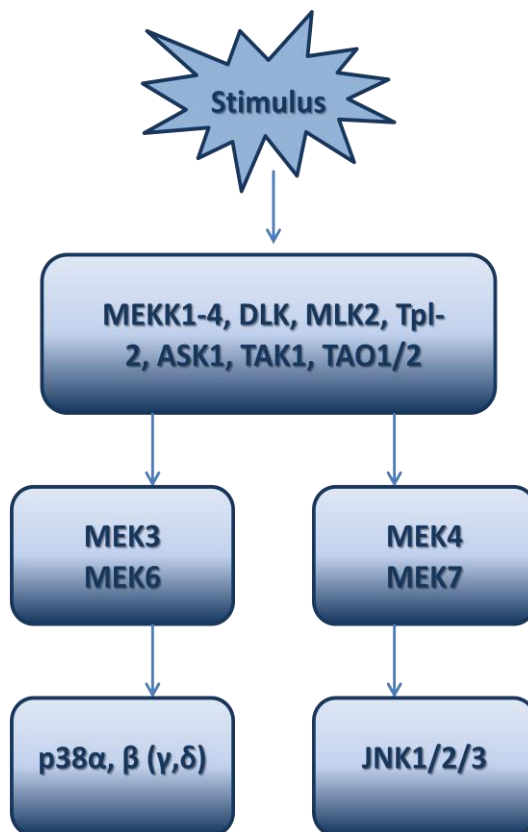 Stimulus
MEKK1-4, DLK, MLK2, Tpl-
2, ASK1, TAK1, TAO1/2
MEK3
MEK6
MEK4
MEK7
p38α, β (γ,δ)
JNK1/2/3